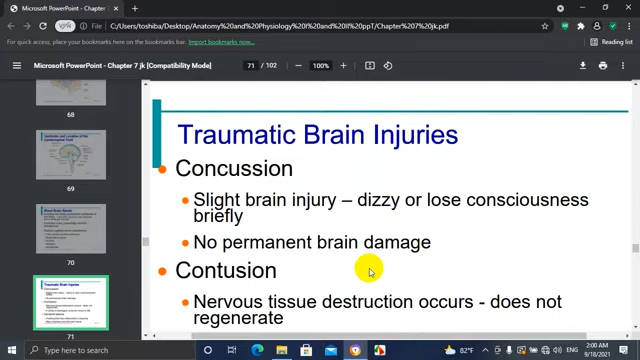 Microsoft PowerPoint - Chapter 7
C:/Users/toshiba/Desktop/Anatomy%20and%20Physiology%20I%20and%20II%20ppT/Chapter%207%20jk.pdf
For quick access, place your bookmarks here on the bookmarks bar. Import bookmarks now...
Reading list
Microsoft PowerPoint - Chapter 7 jk [Compatibility Mode]
71 / 102
100%
68
69
70
71
Traumatic Brain Injuries
Concussion
Slight brain injury – dizzy or lose consciousness
briefly
No permanent brain damage
Contusion
Nervous tissue destruction occurs - does not
regenerate
Type here to search
82°F
ENG
2:00 AM
9/18/2021